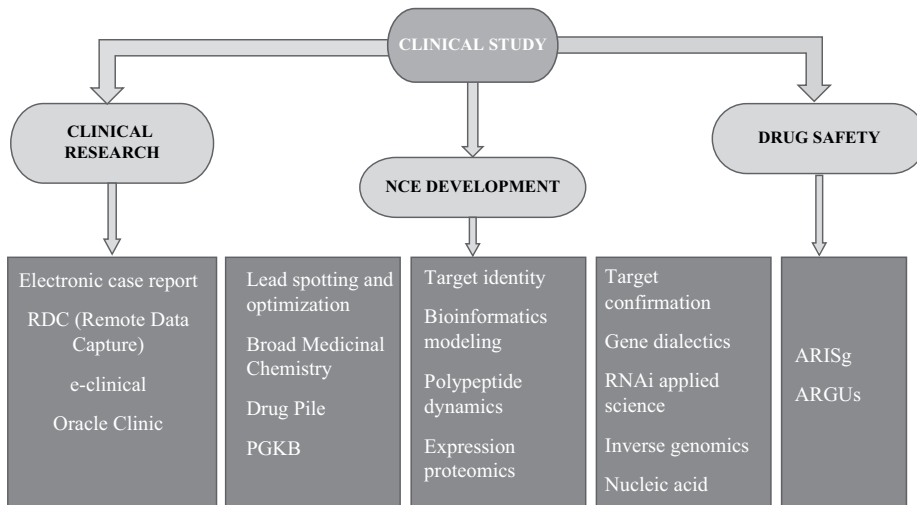 CLINICAL STUDY
CLINICAL
RESEARCH
NCE DEVELOPMENT
DRUG SAFETY
Electronic case report
RDC (Remote Data
Capture)
e-clinical
Oracle Clinic
Lead spotting and
optimization
Broad Medicinal
Chemistry
Drug Pile
PGKB
Target identity
Bioinformatics
modeling
Polypeptide
dynamics
Expression
proteomics
Target
confirmation
Gene dialectics
RNAi applied
science
Inverse genomics
Nucleic acid
ARISg
ARGUs